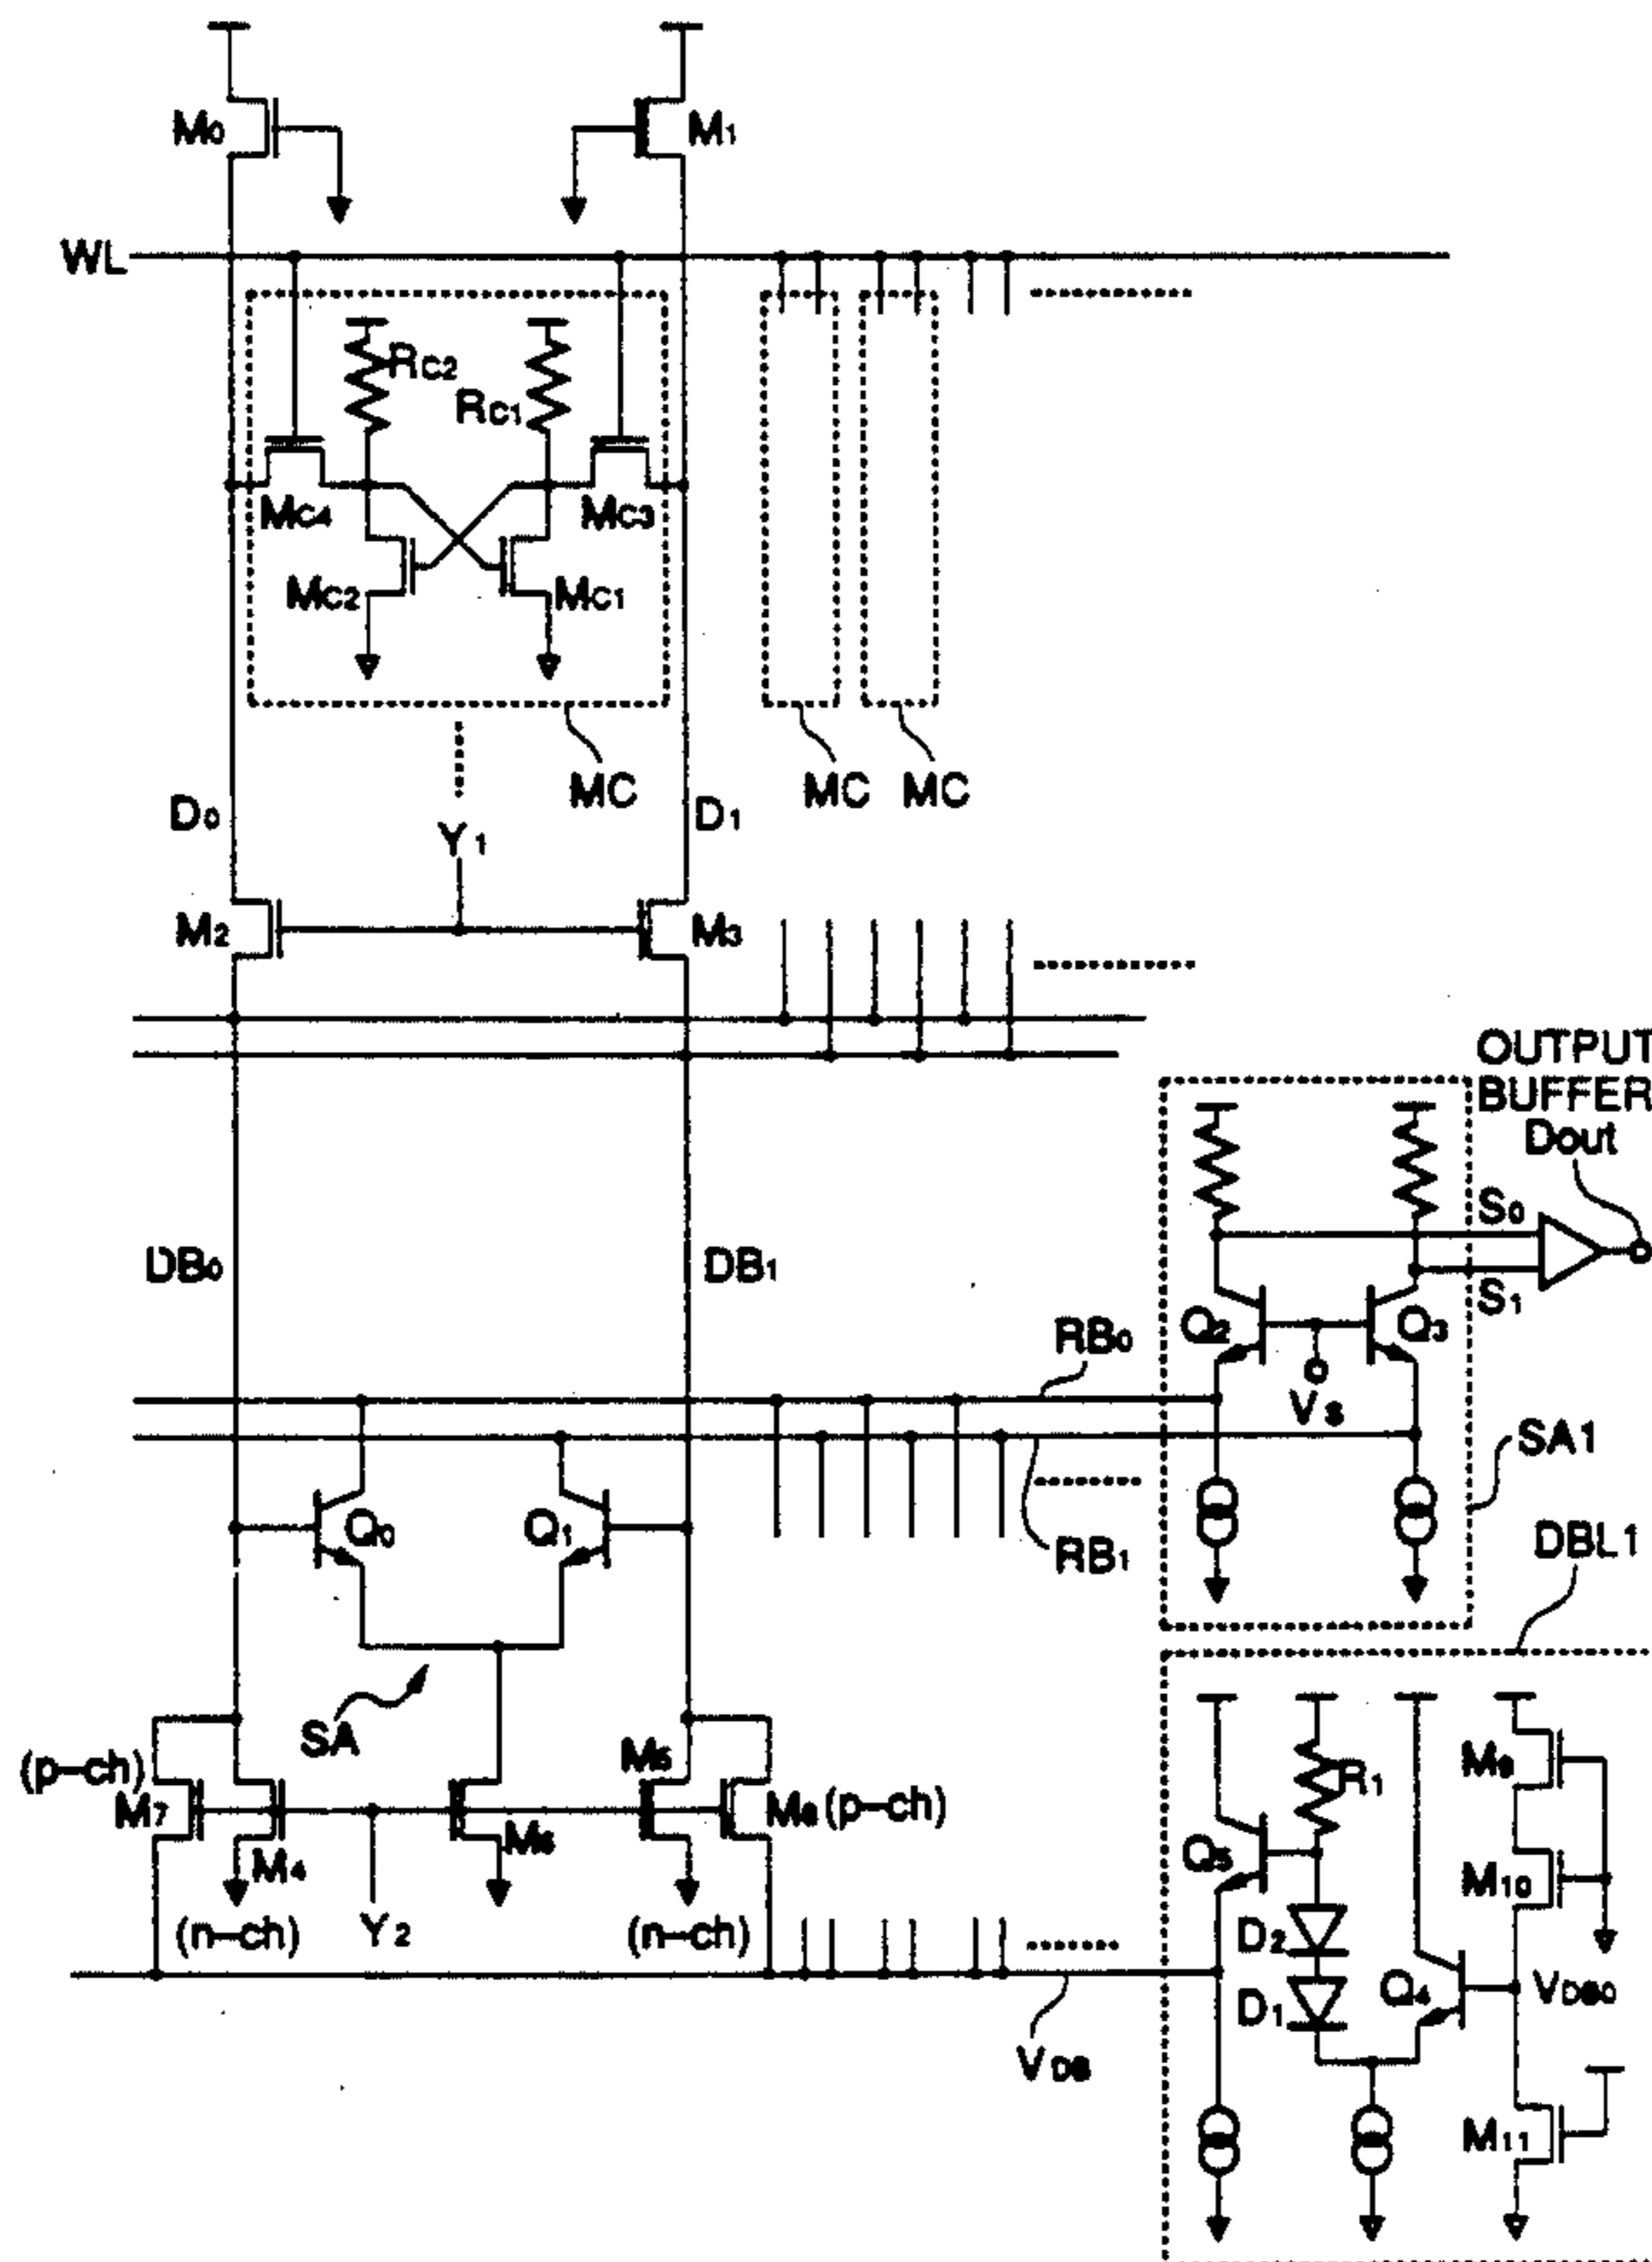 M0 M1
WL
RC2
RC1
MC4 MC3
MC2 MC1
MC MC MC
D0 D1
Y1
M2 M3
OUTPUT
BUFFER
Dout
S0
S1
DB0 DB1
Q2 Q3
RB0
VS
SA1
Q0 Q1
RB1
DBL1
SA
(p-ch) M5
M7 M8 (p-ch)
M6
M4
(n-ch) Y2 (n-ch)
M9
R1
Q5
M10
D2
D1 Q4 VDB0
VDB
M11